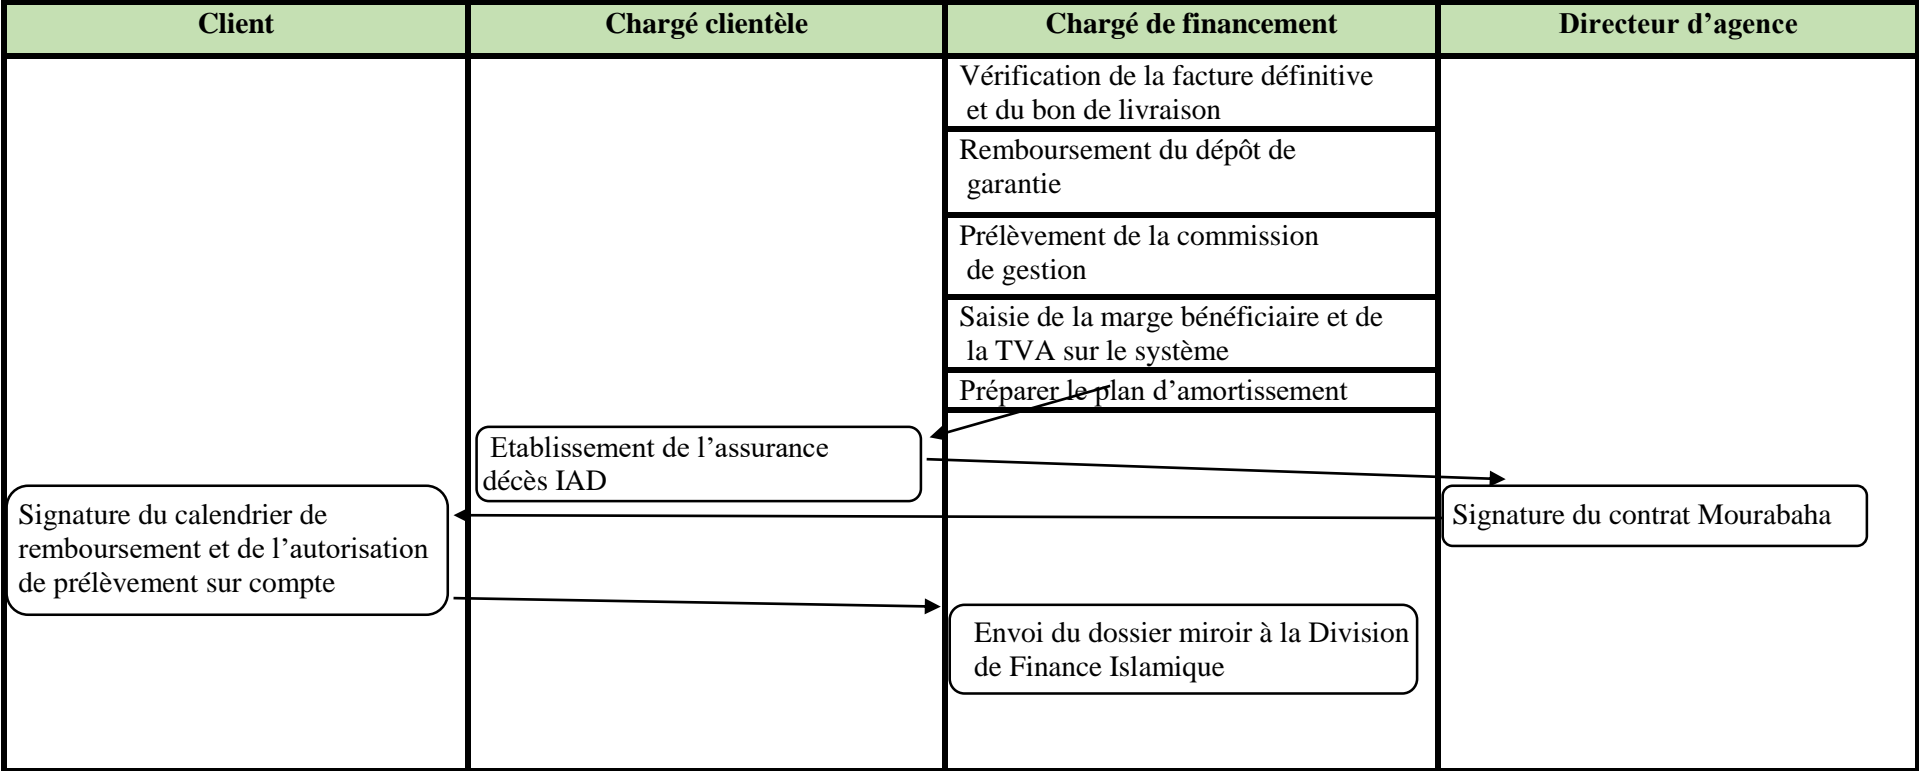 Client
Chargé clientèle
Chargé de financement
Directeur d’agence
Vérification de la facture définitive
et du bon de livraison
Remboursement du dépôt de
garantie
Prélèvement de la commission
de gestion
Saisie de la marge bénéficiaire et de
la TVA sur le système
Préparer le plan d’amortissement
Etablissement de l’assurance
décès IAD
Signature du calendrier de
remboursement et de l’autorisation
de prélèvement sur compte
Signature du contrat Mourabaha
Envoi du dossier miroir à la Division
de Finance Islamique